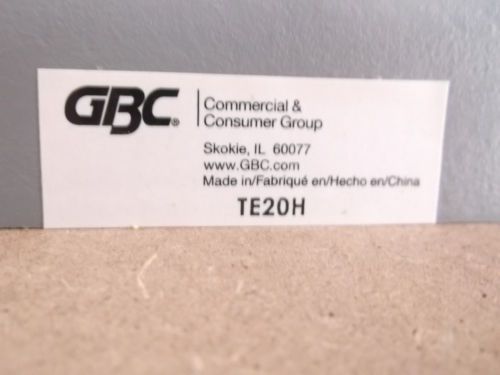 GBC®
Commercial &
Consumer Group
Skokie, IL 60077
www.GBC.com
Made in/Fabriqué en/Hecho en/China
TE20H